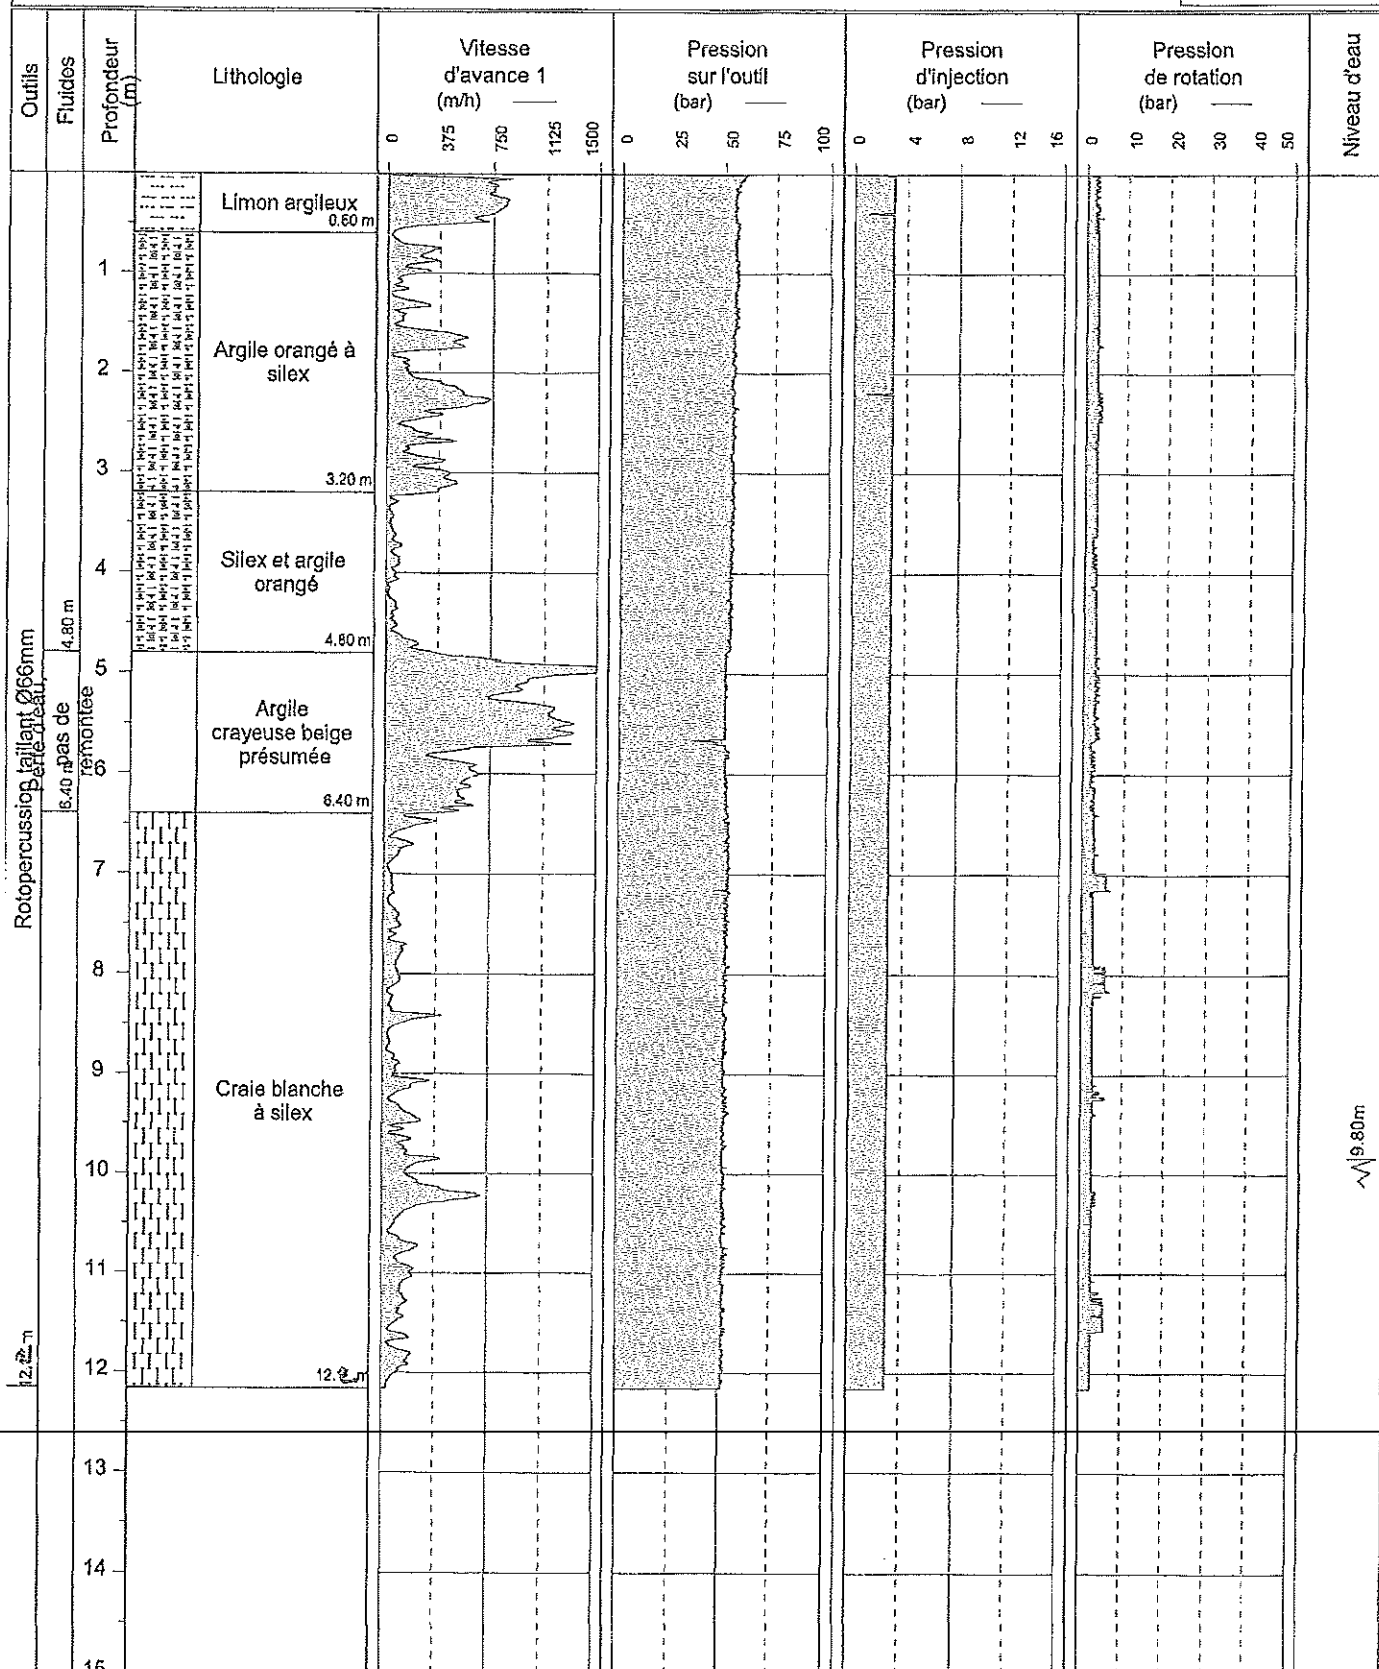 Outils
Fluides
Profondeur
(m)
Lithologie
Vitesse
d'avance 1
(m/h)
0 375 750 1125 1500
Pression
sur l'outil
(bar)
0 25 50 75 100
Pression
d'injection
(bar)
0 4 8 12 16
Pression
de rotation
(bar)
0 10 20 30 40 50
Niveau d'eau
Limon argileux
0.60 m
1
Argile orangé à
silex
2
3
3.20 m
Silex et argile
orangé
4
4.80 m
4.80 m
5
Rotopercussion taillant Ø66mm
Perte d'eau,
pas de
remontée
Argile
crayeuse beige
présumée
6
6.40 m
6.40 m
7
8
9
Craie blanche
à silex
9.80m
10
11
12
13
14
15